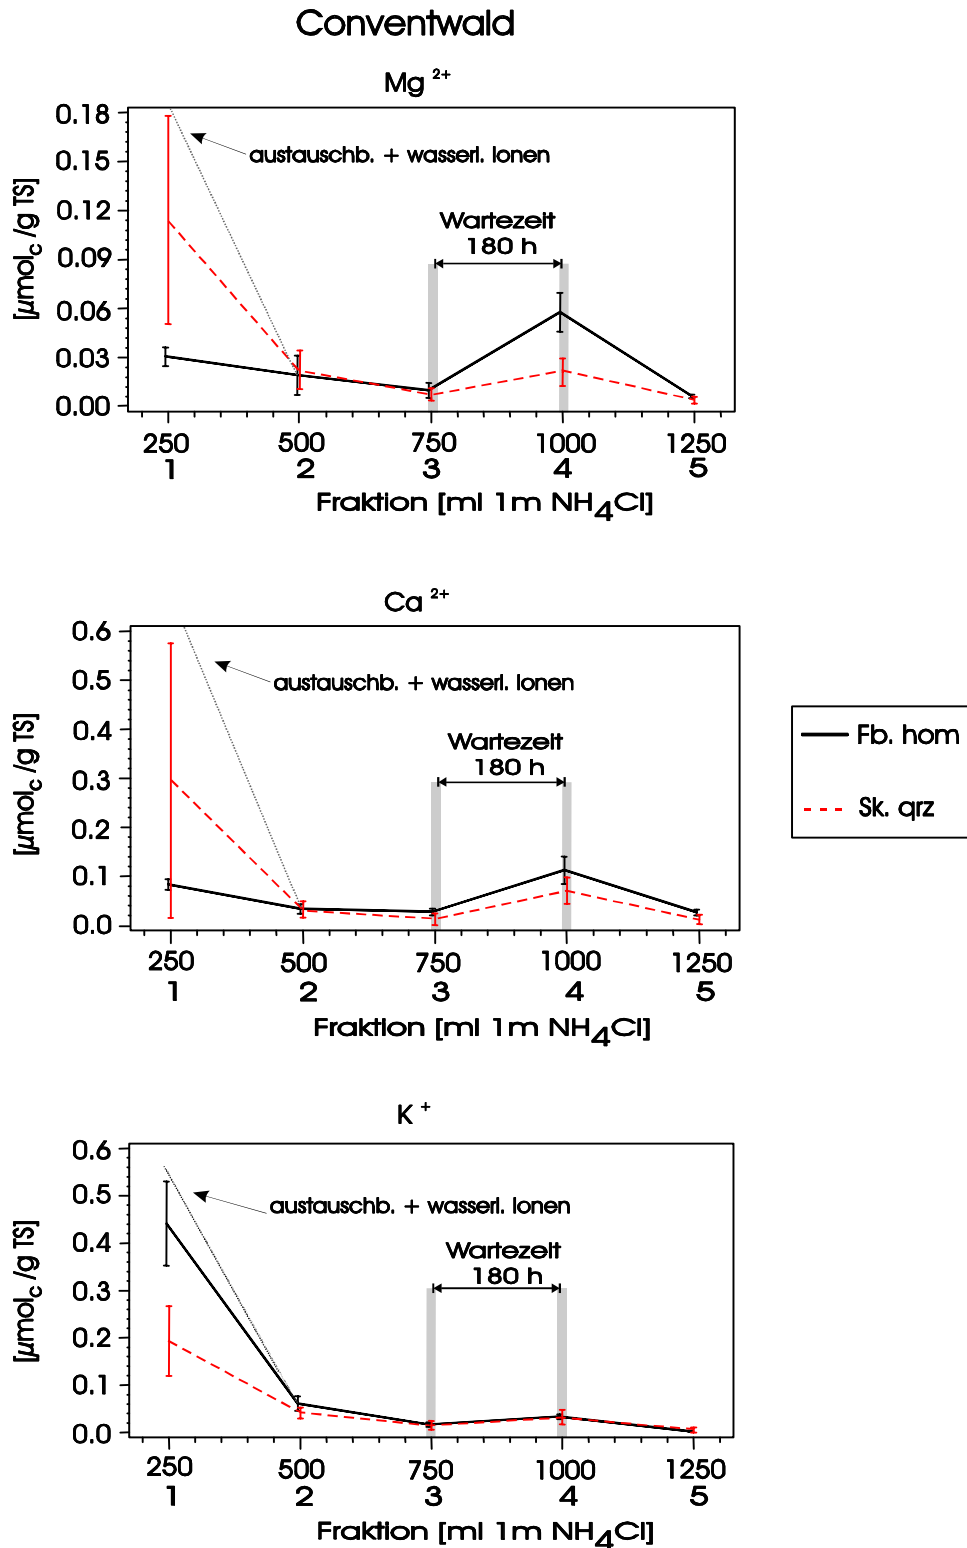 Conventwald
Mg 2+
[µmolc /g TS]
0.18
0.15
0.12
0.09
0.06
0.03
0.00
austauschb. + wasserl. Ionen
Wartezeit
180 h
250 500 750 1000 1250
1 2 3 4 5
Fraktion [ml 1m NH4Cl]
Ca 2+
[µmolc /g TS]
0.6
0.5
0.4
0.3
0.2
0.1
0.0
austauschb. + wasserl. Ionen
Wartezeit
180 h
250 500 750 1000 1250
1 2 3 4 5
Fraktion [ml 1m NH4Cl]
Fb. hom
Sk. qrz
K +
[µmolc /g TS]
0.6
0.5
0.4
0.3
0.2
0.1
0.0
austauschb. + wasserl. Ionen
Wartezeit
180 h
250 500 750 1000 1250
1 2 3 4 5
Fraktion [ml 1m NH4Cl]